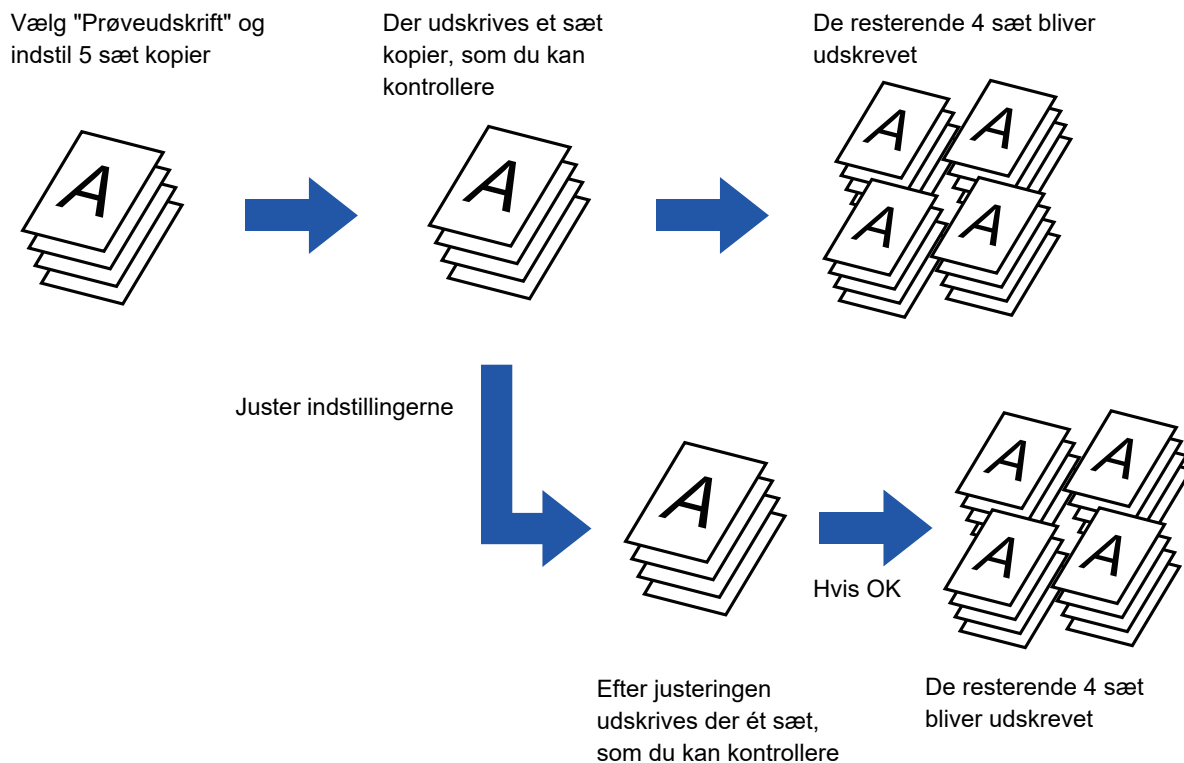 Vælg "Prøveudskrift" og
indstil 5 sæt kopier
Der udskrives et sæt
kopier, som du kan
kontrollere
De resterende 4 sæt bliver
udskrevet
A
A
A
A
A
A
Juster indstillingerne
A
Hvis OK
A
A
A
A
Efter justeringen
udskrives der ét sæt,
som du kan kontrollere
De resterende 4 sæt
bliver udskrevet